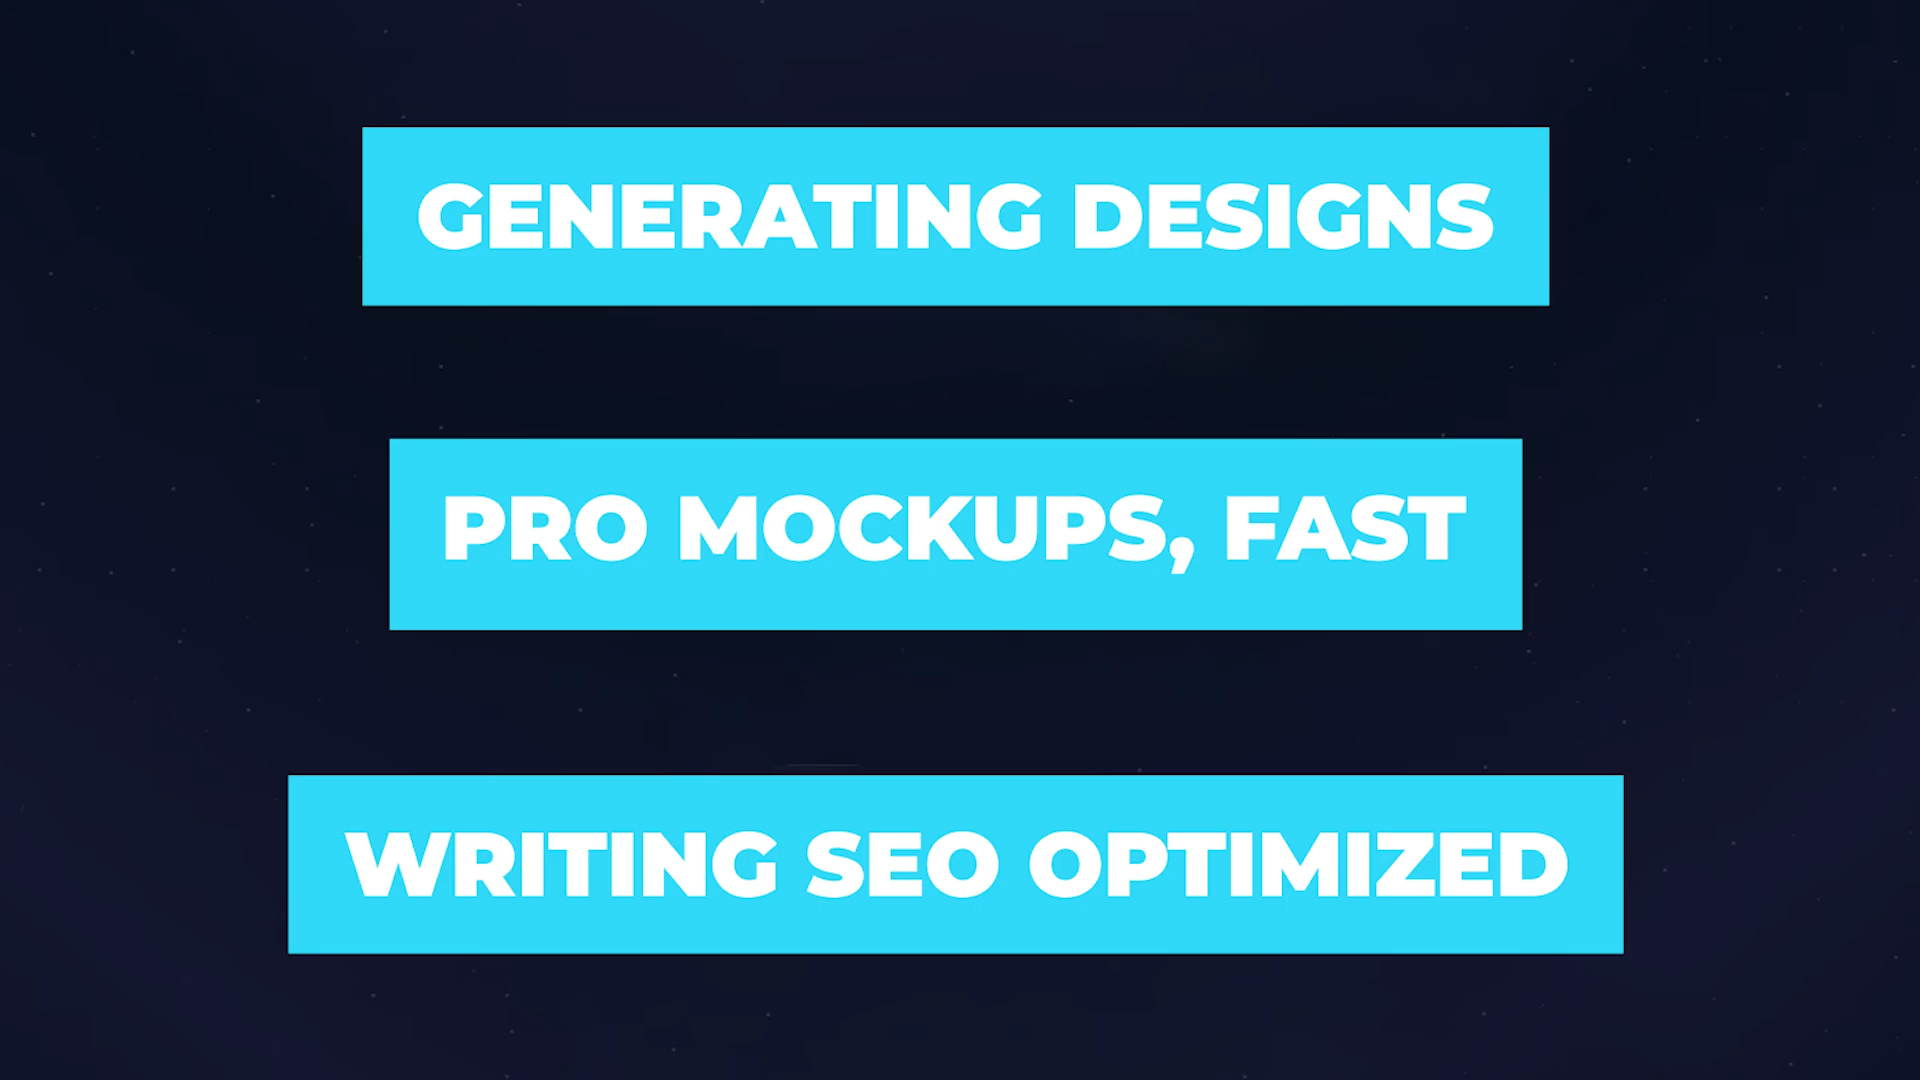 GENERATING DESIGNS
PRO MOCKUPS, FAST
WRITING SEO OPTIMIZED